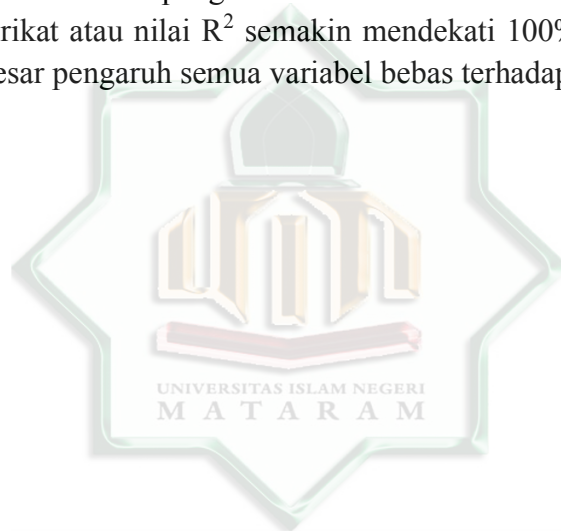 rikat atau nilai R² semakin mendekati 100%
esar pengaruh semua variabel bebas terhadap
UNIVERSITAS ISLAM NEGERI
MATARAM